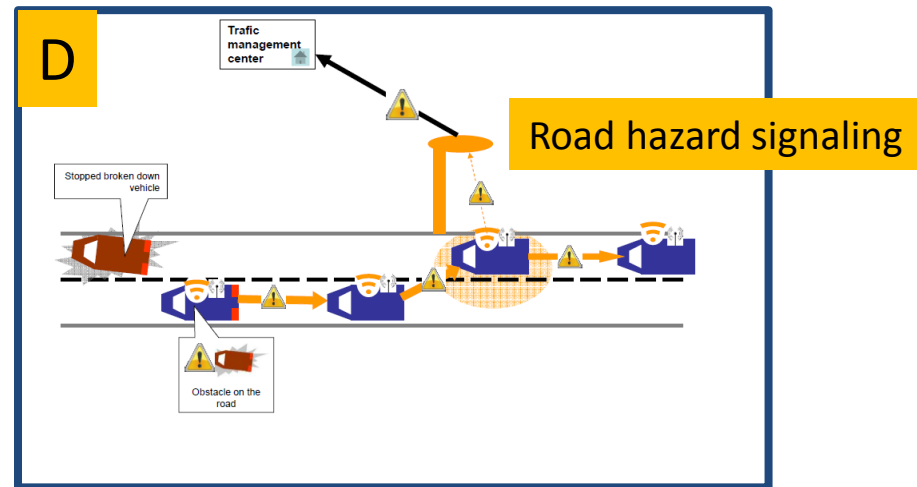 D
Trafic
management
center
Road hazard signaling
Stopped broken down
vehicle
Obstacle on the
road